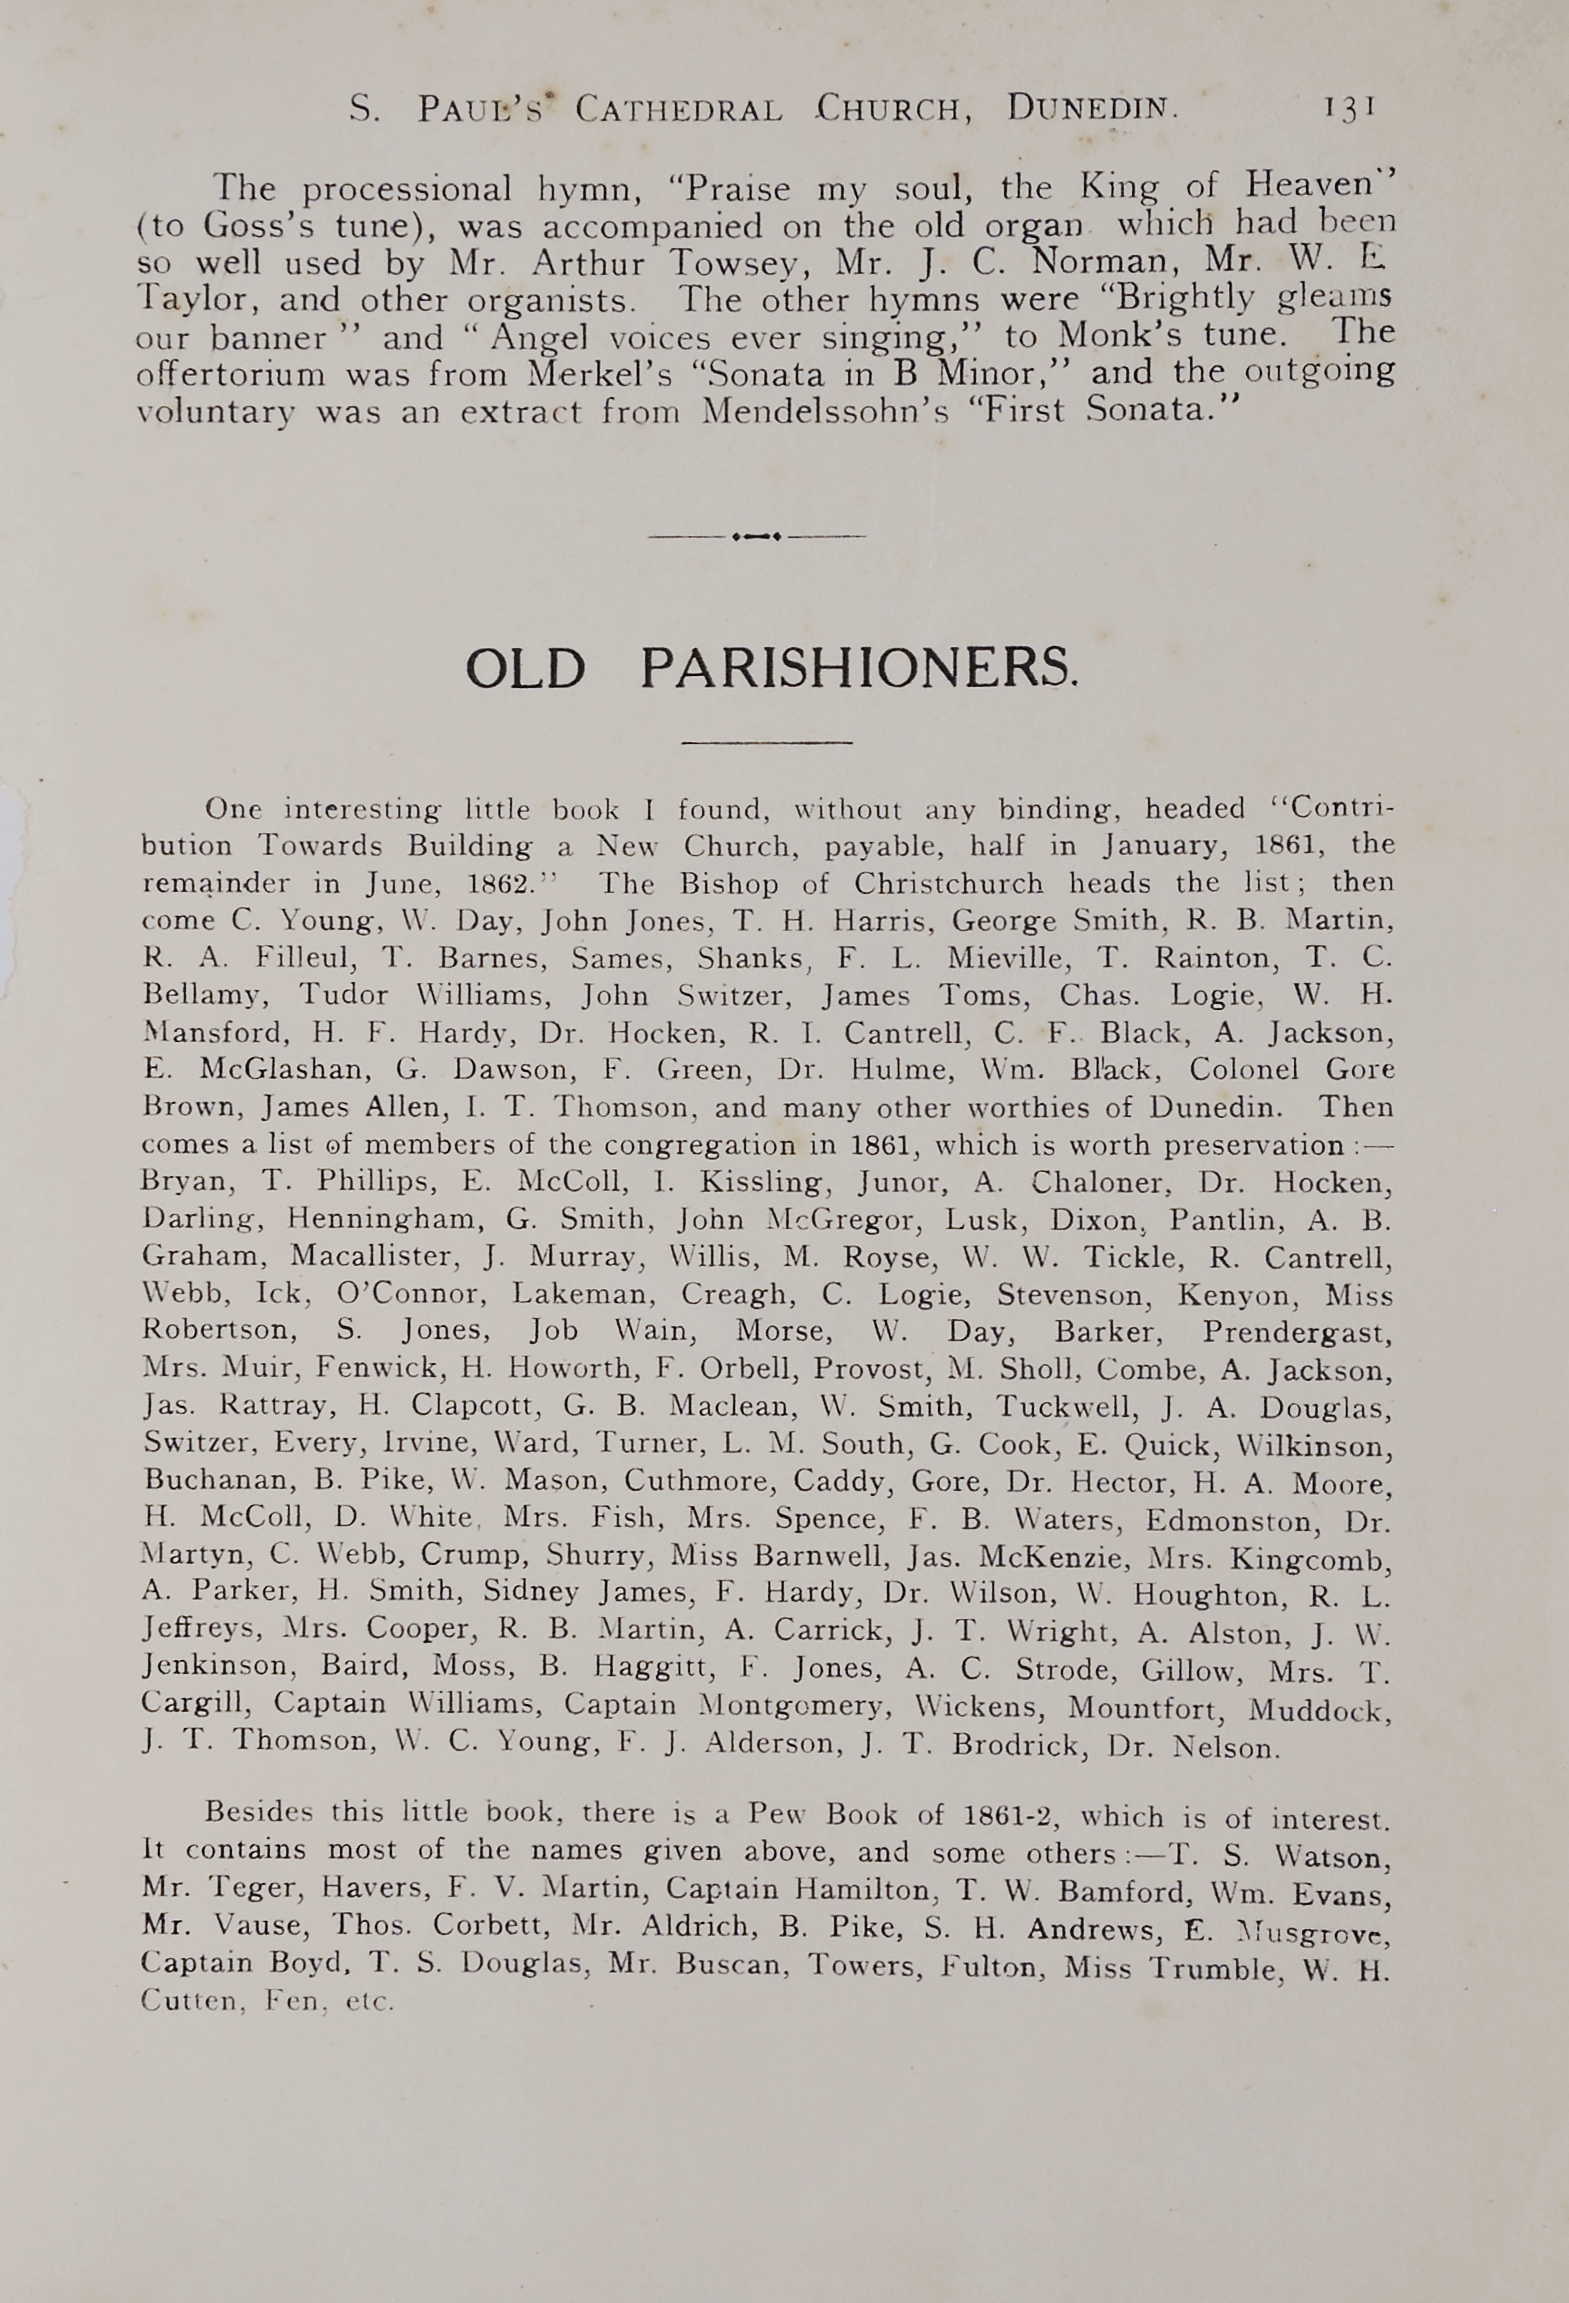 S. PAUL'S CATHEDRAL CHURCH, DUNEDIN. 131
The processional hymn, "Praise my soul, the King of Heaven"
(to Goss's tune), was accompanied on the old organ which had been
so well used by Mr. Arthur Towsey, Mr. J. C. Norman, Mr. W. E
Taylor, and other organists. The other hymns were "Brightly gleams
our banner" and "Angel voices ever singing," to Monk's tune. The
offertorium was from Merkel's "Sonata in B Minor," and the outgoing
voluntary was an extract from Mendelssohn's "First Sonata."
OLD PARISHIONERS.
One interesting little book I found, without any binding, headed "Contri-
bution Towards Building a New Church, payable, half in January, 1861, the
remainder in June, 1862." The Bishop of Christchurch heads the list; then
come C. Young, W. Day, John Jones, T. H. Harris, George Smith, R. B. Martin,
R. A. Filleul, T. Barnes, Sames, Shanks, F. L. Mieville, T. Rainton, T. C.
Bellamy, Tudor Williams, John Switzer, James Toms, Chas. Logie, W. H.
Mansford, H. F. Hardy, Dr. Hocken, R. I. Cantrell, C. F. Black, A. Jackson,
E. McGlashan, G. Dawson, F. Green, Dr. Hulme, Wm. Black, Colonel Gore
Brown, James Allen, I. T. Thomson, and many other worthies of Dunedin. Then
comes a list of members of the congregation in 1861, which is worth preservation:—
Bryan, T. Phillips, E. McColl, I. Kissling, Junor, A. Chaloner, Dr. Hocken,
Darling, Henningham, G. Smith, John McGregor, Lusk, Dixon, Pantlin, A. B.
Graham, Macallister, J. Murray, Willis, M. Royse, W. W. Tickle, R. Cantrell,
Webb, Ick, O'Connor, Lakeman, Creagh, C. Logie, Stevenson, Kenyon, Miss
Robertson, S. Jones, Job Wain, Morse, W. Day, Barker, Prendergast,
Mrs. Muir, Fenwick, H. Howorth, F. Orbell, Provost, M. Sholl, Combe, A. Jackson,
Jas. Rattray, H. Clapcott, G. B. Maclean, W. Smith, Tuckwell, J. A. Douglas,
Switzer, Every, Irvine, Ward, Turner, L. M. South, G. Cook, E. Quick, Wilkinson,
Buchanan, B. Pike, W. Mason, Cuthmore, Caddy, Gore, Dr. Hector, H. A. Moore,
H. McColl, D. White, Mrs. Fish, Mrs. Spence, F. B. Waters, Edmonston, Dr.
Martyn, C. Webb, Crump, Shurry, Miss Barnwell, Jas. McKenzie, Mrs. Kingcomb,
A. Parker, H. Smith, Sidney James, F. Hardy, Dr. Wilson, W. Houghton, R. L.
Jeffreys, Mrs. Cooper, R. B. Martin, A. Carrick, J. T. Wright, A. Alston, J. W.
Jenkinson, Baird, Moss, B. Haggitt, F. Jones, A. C. Strode, Gillow, Mrs. T.
Cargill, Captain Williams, Captain Montgomery, Wickens, Mountfort, Muddock,
J. T. Thomson, W. C. Young, F. J. Alderson, J. T. Brodrick, Dr. Nelson.
Besides this little book, there is a Pew Book of 1861-2, which is of interest.
It contains most of the names given above, and some others:—T. S. Watson,
Mr. Teger, Havers, F. V. Martin, Captain Hamilton, T. W. Bamford, Wm. Evans,
Mr. Vause, Thos. Corbett, Mr. Aldrich, B. Pike, S. H. Andrews, E. Musgrove,
Captain Boyd, T. S. Douglas, Mr. Buscan, Towers, Fulton, Miss Trumble, W. H.
Cutten, Fen, etc.